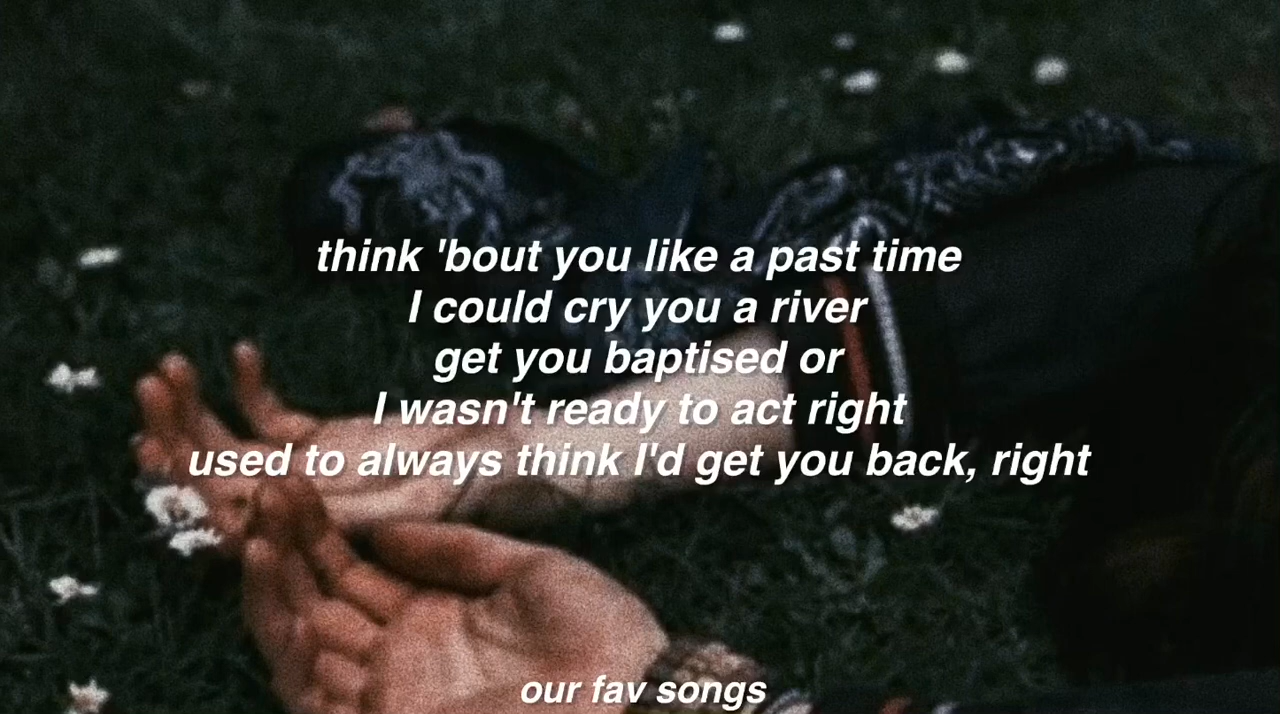 think 'bout you like a past time
I could cry you a river
get you baptised or
I wasn't ready to act right
used to always think I'd get you back, right
our fav songs